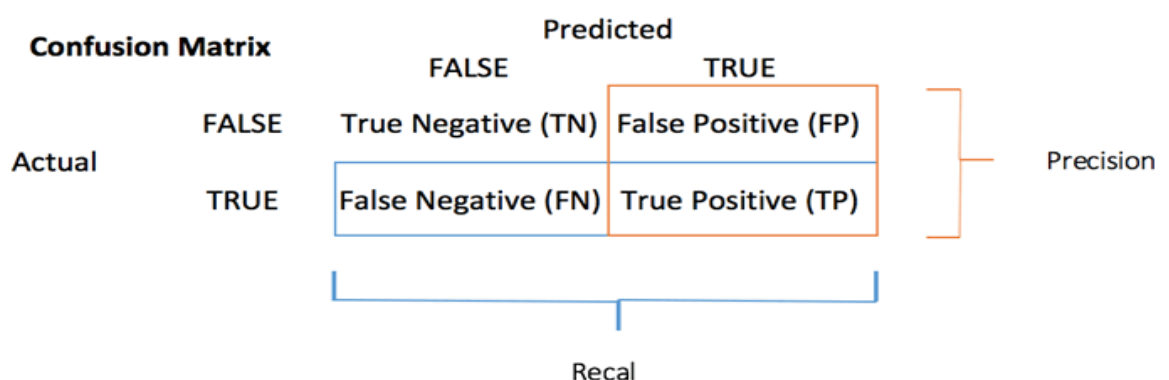 Predicted
Confusion Matrix
FALSE TRUE
FALSE True Negative (TN) False Positive (FP)
Actual Precision
TRUE False Negative (FN) True Positive (TP)
Recal